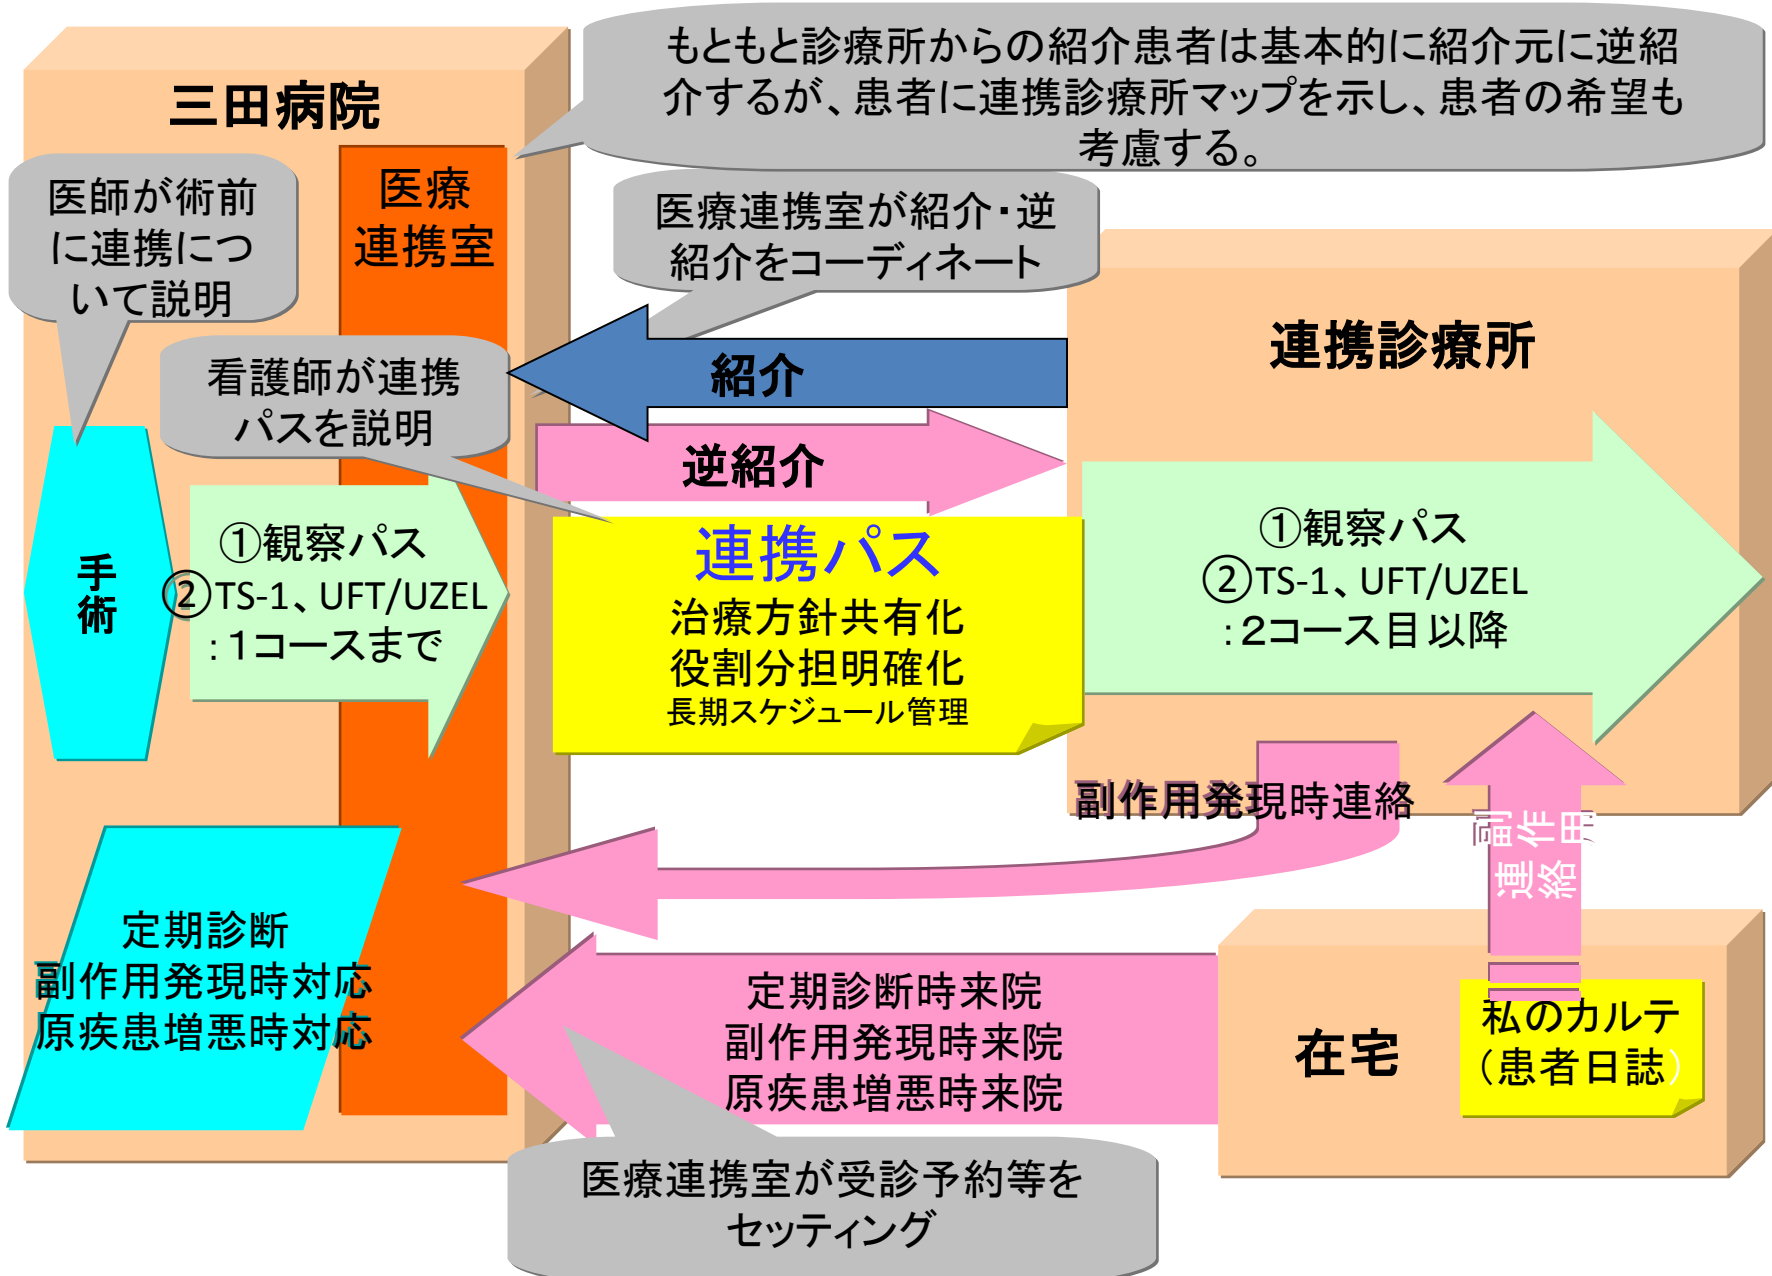 もともと診療所からの紹介患者は基本的に紹介元に逆紹
介するが、患者に連携診療所マップを示し、患者の希望も
考慮する。
三田病院
医療
連携室
医師が術前
に連携につ
いて説明
医療連携室が紹介・逆
紹介をコーディネート
連携診療所
看護師が連携
パスを説明
紹介
逆紹介
手術
①観察パス
②TS-1、UFT/UZEL
：１コースまで
連携パス
治療方針共有化
役割分担明確化
長期スケジュール管理
①観察パス
②TS-1、UFT/UZEL
：２コース目以降
副作用発現時連絡
副作用
連絡
定期診断
副作用発現時対応
原疾患増悪時対応
定期診断時来院
副作用発現時来院
原疾患増悪時来院
在宅
私のカルテ
（患者日誌）
医療連携室が受診予約等を
セッティング